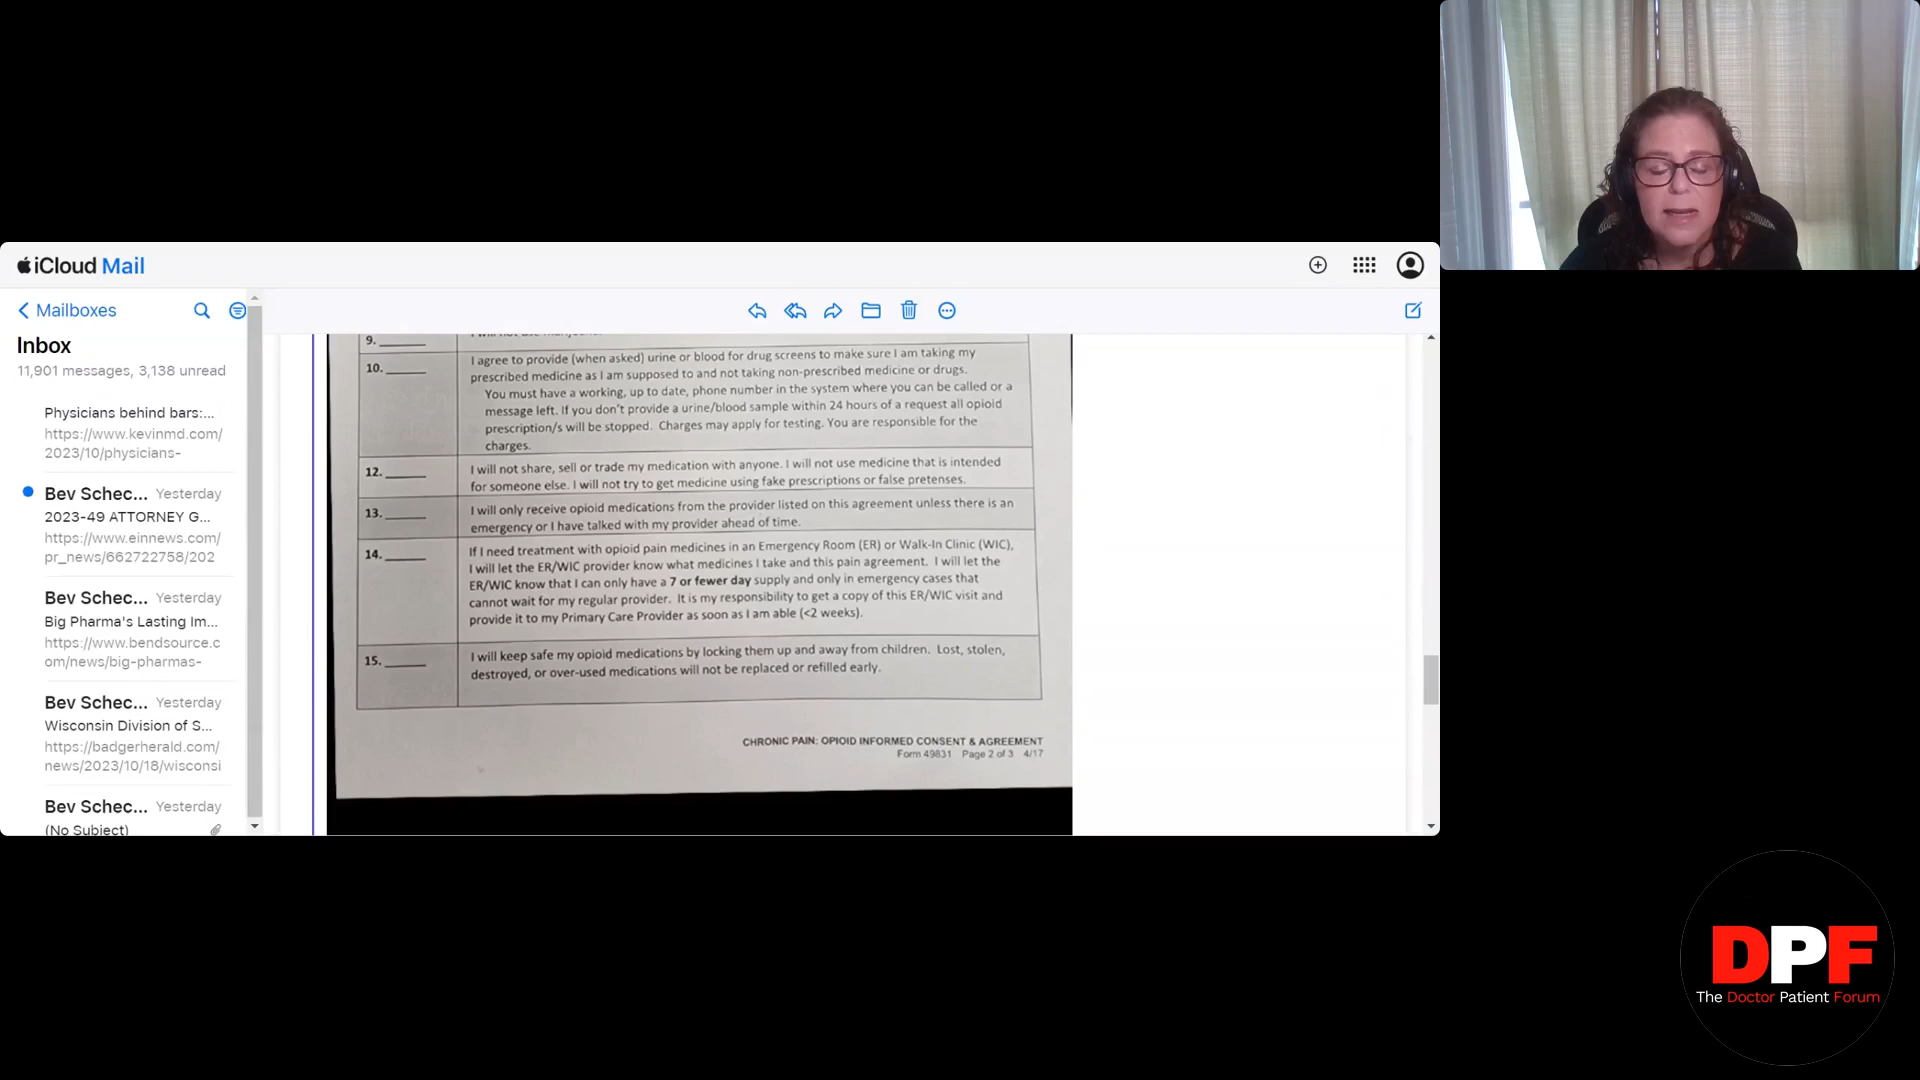 iCloud Mail
Mailboxes
Inbox
11,901 messages, 3,138 unread
Physicians behind bars:...
https://www.kevinmd.com/
2023/10/physicians-
Bev Schec... Yesterday
2023-49 ATTORNEY G...
https://www.einnews.com/
pr_news/662722758/202
Bev Schec... Yesterday
Big Pharma's Lasting Im...
https://www.bendsource.c
om/news/big-pharmas-
Bev Schec... Yesterday
Wisconsin Division of S...
https://badgerherald.com/
news/2023/10/18/wisconsi
Bev Schec... Yesterday
(No Subject)
9. ______
10. ______ I agree to provide (when asked) urine or blood for drug screens to make sure I am taking my
prescribed medicine as I am supposed to and not taking non-prescribed medicine or drugs.
You must have a working, up to date, phone number in the system where you can be called or a
message left. If you don't provide a urine/blood sample within 24 hours of a request all opioid
prescription/s will be stopped. Charges may apply for testing. You are responsible for the
charges.
12. ______ I will not share, sell or trade my medication with anyone. I will not use medicine that is intended
for someone else. I will not try to get medicine using fake prescriptions or false pretenses.
13. ______ I will only receive opioid medications from the provider listed on this agreement unless there is an
emergency or I have talked with my provider ahead of time.
14. ______ If I need treatment with opioid pain medicines in an Emergency Room (ER) or Walk-In Clinic (WIC),
I will let the ER/WIC provider know what medicines I take and this pain agreement. I will let the
ER/WIC know that I can only have a 7 or fewer day supply and only in emergency cases that
cannot wait for my regular provider. It is my responsibility to get a copy of this ER/WIC visit and
provide it to my Primary Care Provider as soon as I am able (<2 weeks).
15. ______ I will keep safe my opioid medications by locking them up and away from children. Lost, stolen,
destroyed, or over-used medications will not be replaced or refilled early.
CHRONIC PAIN: OPIOID INFORMED CONSENT & AGREEMENT
Form 49831 Page 2 of 3 4/17
DPF
The Doctor Patient Forum